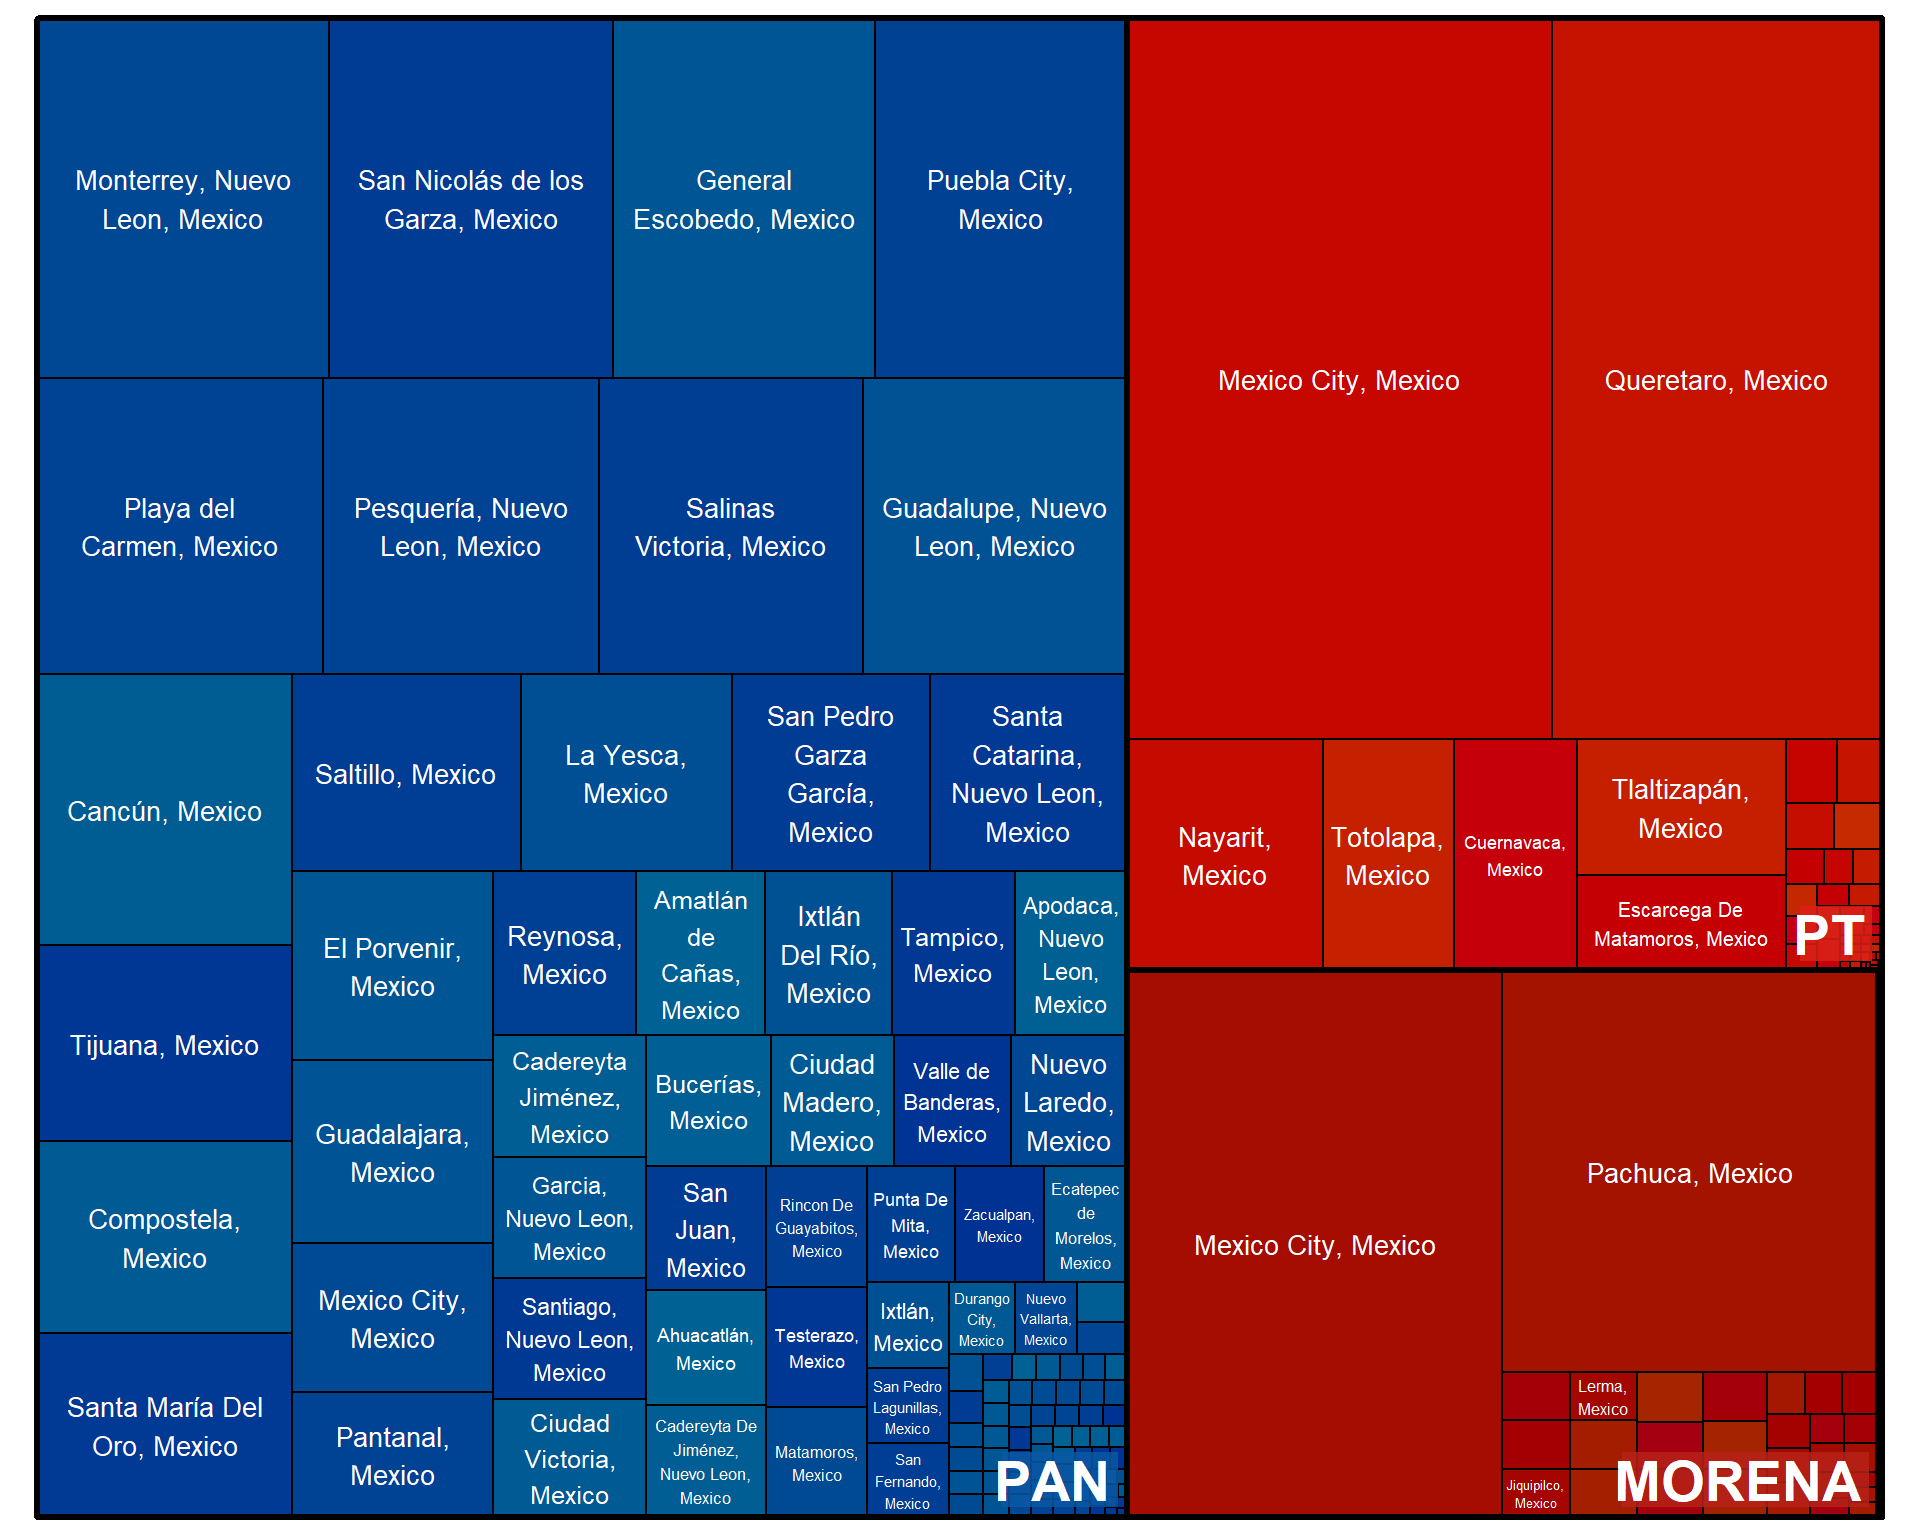 Monterrey, Nuevo
Leon, Mexico
San Nicolás de los
Garza, Mexico
General
Escobedo, Mexico
Puebla City,
Mexico
Playa del
Carmen, Mexico
Pesquería, Nuevo
Leon, Mexico
Salinas
Victoria, Mexico
Guadalupe, Nuevo
Leon, Mexico
Cancún, Mexico
Tijuana, Mexico
Compostela,
Mexico
Santa María Del
Oro, Mexico
Saltillo, Mexico
La Yesca,
Mexico
San Pedro
Garza
García,
Mexico
Santa
Catarina,
Nuevo Leon,
Mexico
El Porvenir,
Mexico
Guadalajara,
Mexico
Mexico City,
Mexico
Pantanal,
Mexico
Reynosa,
Mexico
Amatlán
de
Cañas,
Mexico
Ixtlán
Del Río,
Mexico
Tampico,
Mexico
Apodaca,
Nuevo
Leon,
Mexico
Cadereyta
Jiménez,
Mexico
Garcia,
Nuevo Leon,
Mexico
Santiago,
Nuevo Leon,
Mexico
Ciudad
Victoria,
Mexico
Bucerías,
Mexico
Ciudad
Madero,
Mexico
Valle de
Banderas,
Mexico
Nuevo
Laredo,
Mexico
San
Juan,
Mexico
Ahuacatlán,
Mexico
Cadereyta De
Jiménez,
Nuevo Leon,
Mexico
Rincon De
Guayabitos,
Mexico
Testerazo,
Mexico
Matamoros,
Mexico
Punta De
Mita,
Mexico
Zacualpan,
Mexico
Ecatepec
de
Morelos,
Mexico
Ixtlán,
Mexico
San Pedro
Lagunillas,
Mexico
San
Fernando,
Mexico
Durango
City,
Mexico
Nuevo
Vallarta,
Mexico
PAN
Mexico City, Mexico
Queretaro, Mexico
Nayarit,
Mexico
Totolapa,
Mexico
Cuernavaca,
Mexico
Tlaltizapán,
Mexico
Escarcega De
Matamoros, Mexico
PT
Mexico City, Mexico
Pachuca, Mexico
Lerma,
Mexico
Jiquipilco,
Mexico
MORENA